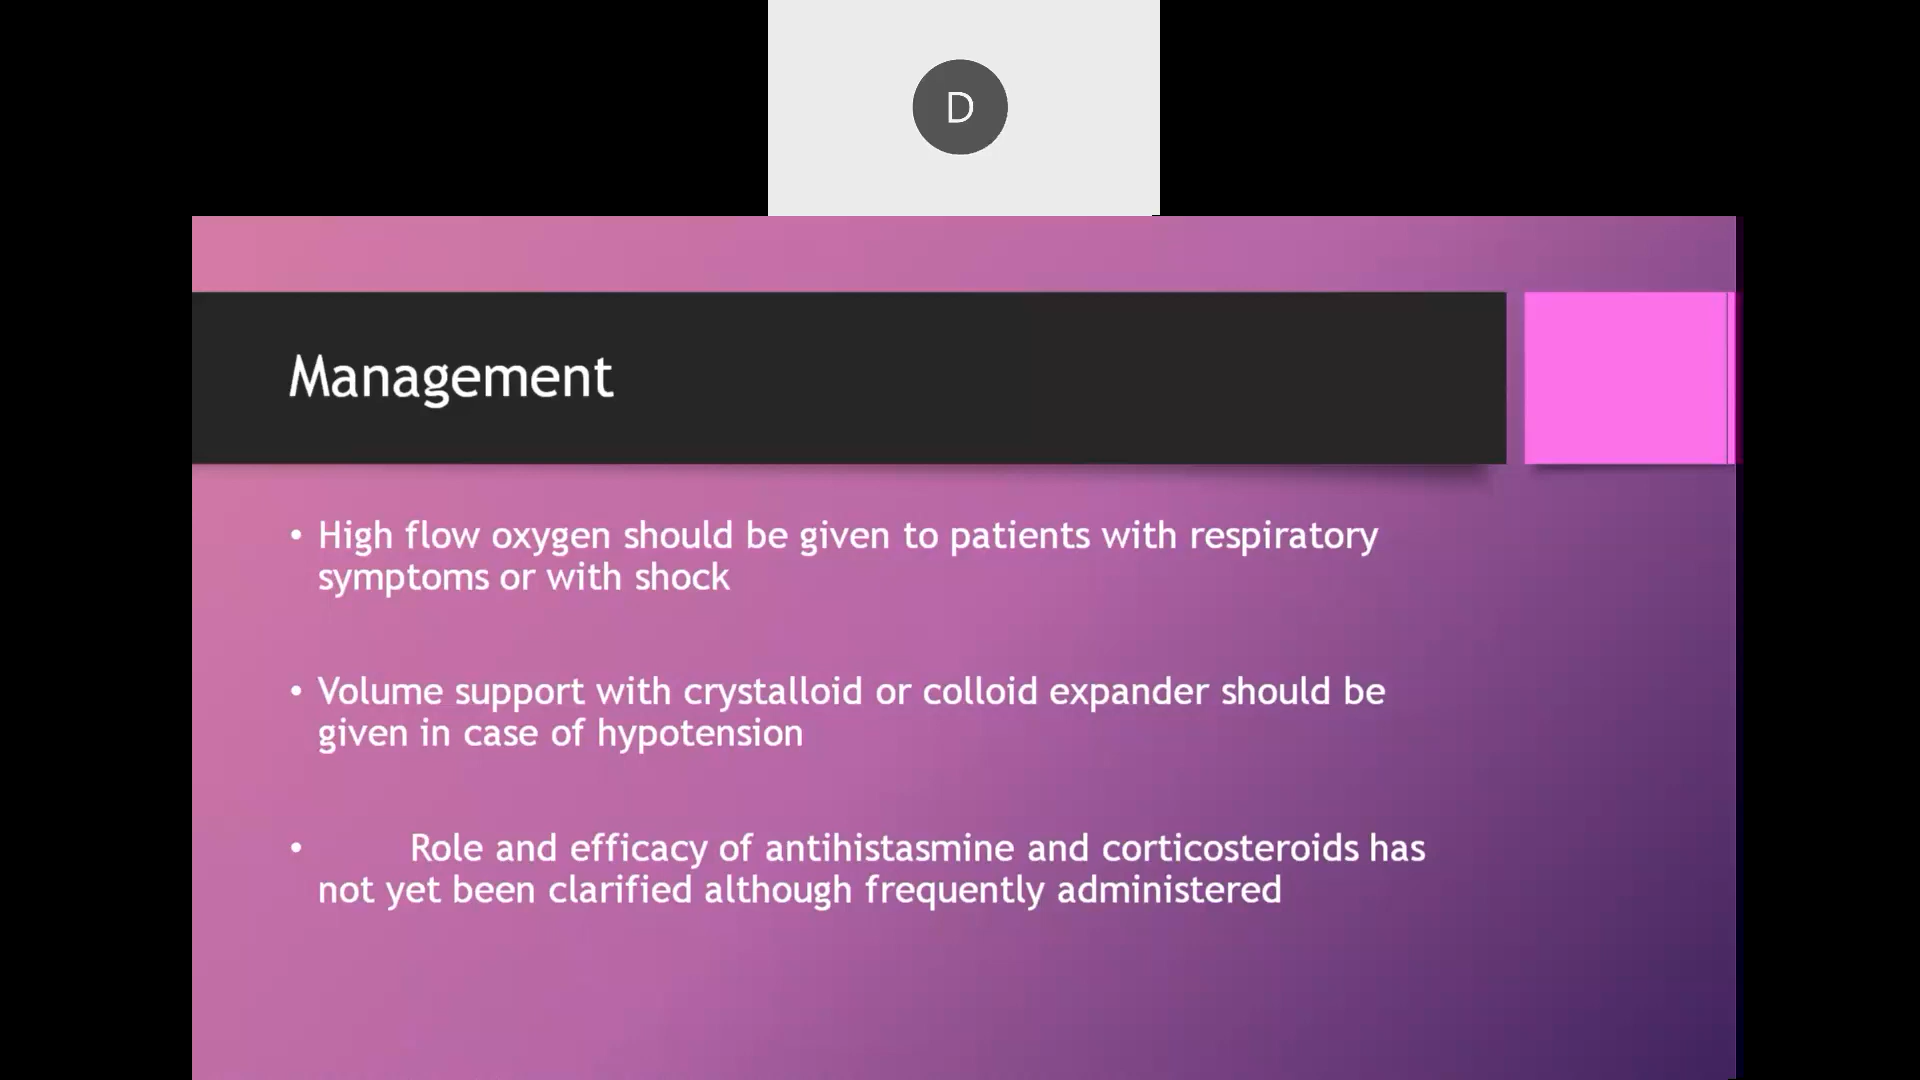 D
Management
• High flow oxygen should be given to patients with respiratory
symptoms or with shock
• Volume support with crystalloid or colloid expander should be
given in case of hypotension
• Role and efficacy of antihistasmine and corticosteroids has
not yet been clarified although frequently administered